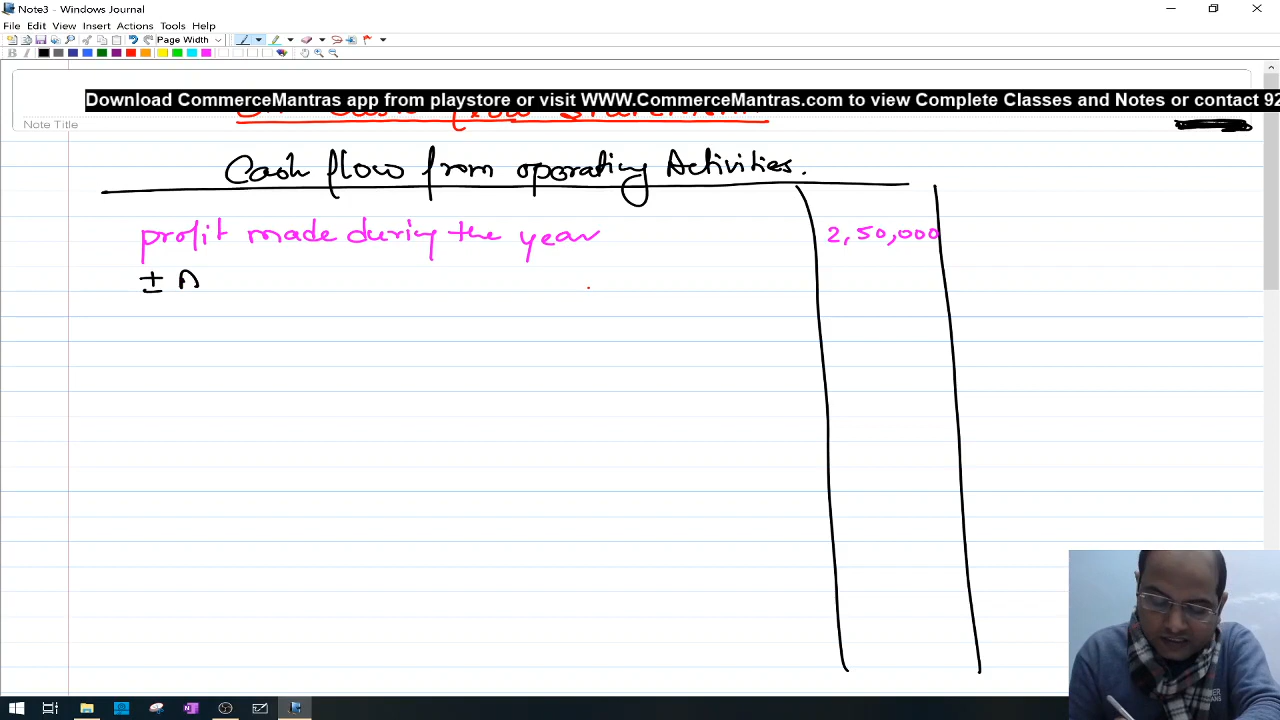 Note3 - Windows Journal
File Edit View Insert Actions Tools Help
Page Width
B I
Download CommerceMantras app from playstore or visit WWW.CommerceMantras.com to view Complete Classes and Notes or contact 92
Note Title
Cash flow from operating Activities.
profit made during the year 2,50,000
± A